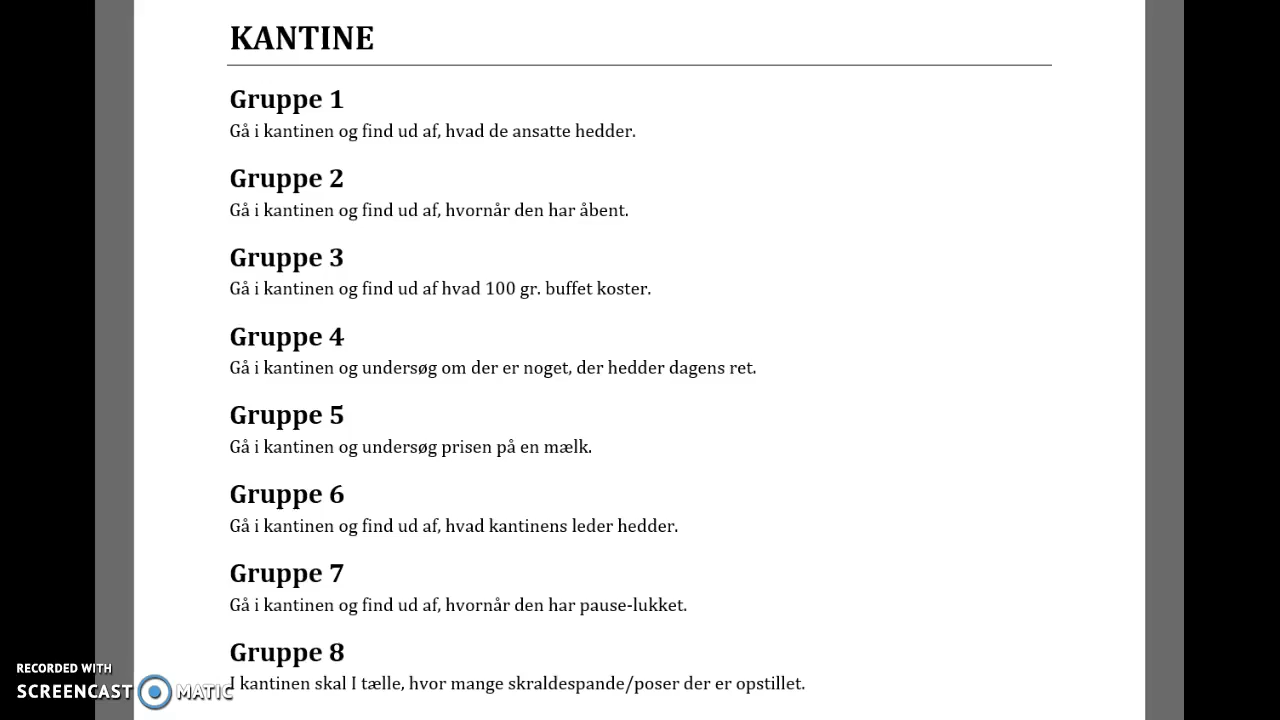 KANTINE
Gruppe 1
Gå i kantinen og find ud af, hvad de ansatte hedder.
Gruppe 2
Gå i kantinen og find ud af, hvornår den har åbent.
Gruppe 3
Gå i kantinen og find ud af hvad 100 gr. buffet koster.
Gruppe 4
Gå i kantinen og undersøg om der er noget, der hedder dagens ret.
Gruppe 5
Gå i kantinen og undersøg prisen på en mælk.
Gruppe 6
Gå i kantinen og find ud af, hvad kantinens leder hedder.
Gruppe 7
Gå i kantinen og find ud af, hvornår den har pause-lukket.
Gruppe 8
I kantinen skal I tælle, hvor mange skraldespande/poser der er opstillet.
RECORDED WITH
SCREENCAST MATIC